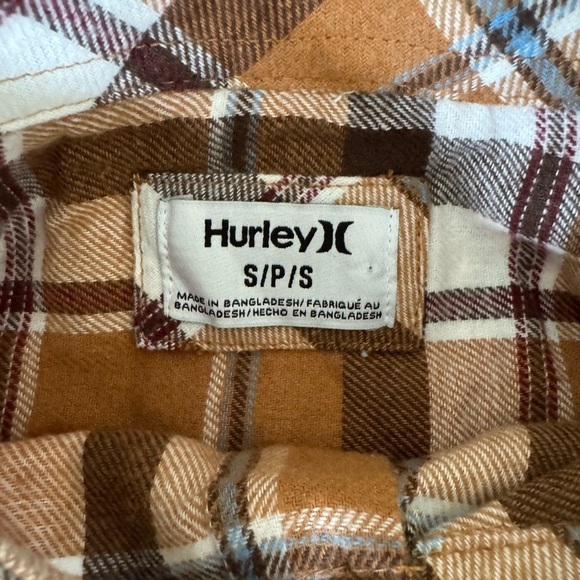 Hurley
S/P/S
MADE IN BANGLADESH/FABRIQUÉ AU
BANGLADESH/HECHO EN BANGLADESH